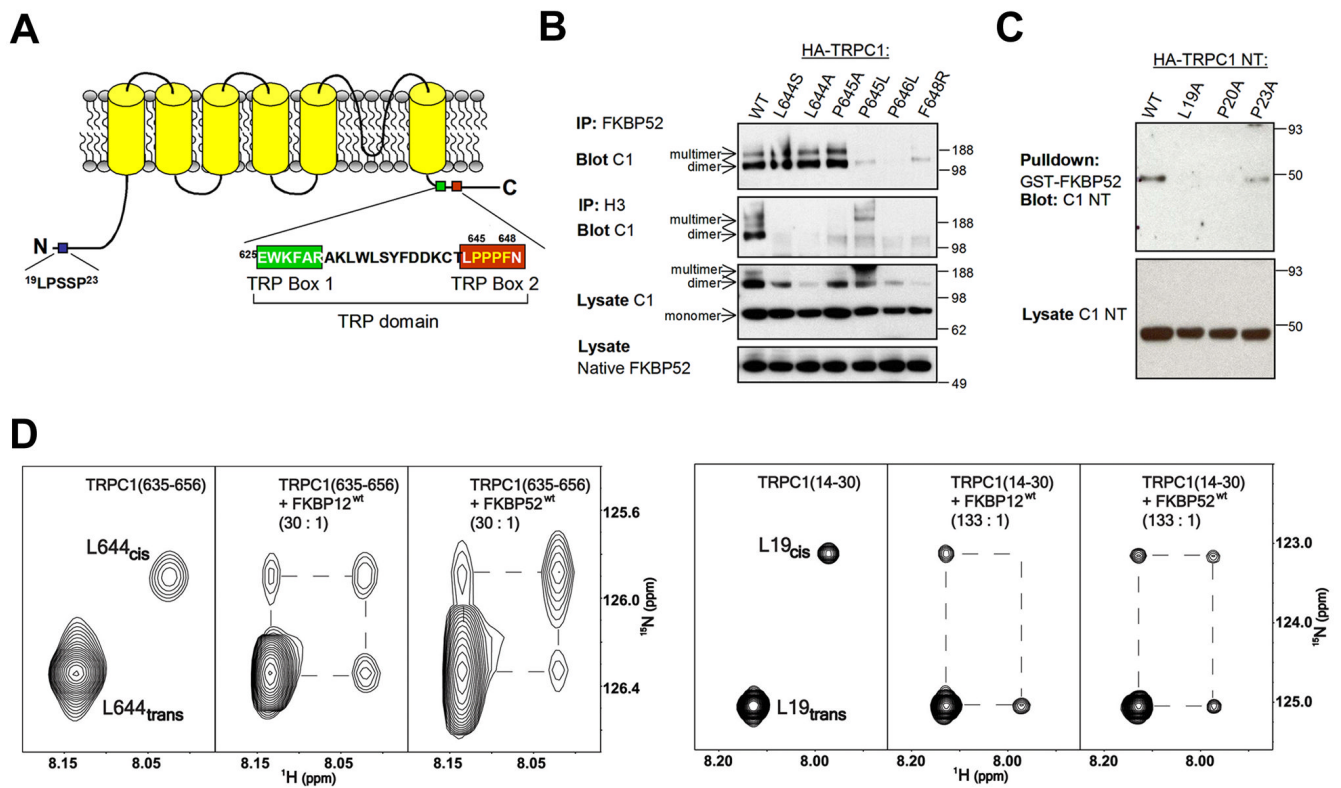 A
N
C
19LPSSP23
645 648
625EWKFARAKLWLSYFDDKCTLPPPFN
TRP Box 1 TRP Box 2
TRP domain
B
HA-TRPC1:
WT L644S L644A P645A P645L P646L F648R
IP: FKBP52
Blot C1
multimer
dimer
188
98
IP: H3
Blot C1
multimer
dimer
188
98
Lysate C1
multimer
dimer
monomer
188
98
62
Lysate
Native FKBP52
49
C
HA-TRPC1 NT:
WT L19A P20A P23A
Pulldown:
GST-FKBP52
Blot: C1 NT
93
50
Lysate C1 NT
93
50
D
TRPC1(635-656)
L644cis
L644trans
TRPC1(635-656)
+ FKBP12wt
(30 : 1)
TRPC1(635-656)
+ FKBP52wt
(30 : 1)
125.6
126.0
126.4
15N (ppm)
8.15 8.05 8.15 8.05 8.15 8.05
1H (ppm)
TRPC1(14-30)
L19cis
L19trans
TRPC1(14-30)
+ FKBP12wt
(133 : 1)
TRPC1(14-30)
+ FKBP52wt
(133 : 1)
123.0
124.0
125.0
15N (ppm)
8.20 8.00 8.20 8.00 8.20 8.00
1H (ppm)